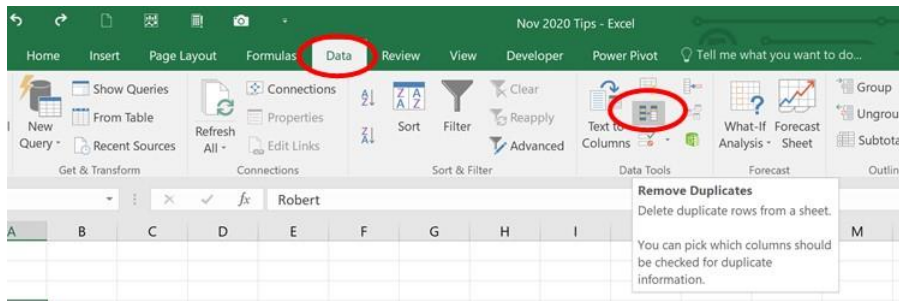 Nov 2020 Tips - Excel
Home Insert Page Layout Formulas Data Review View Developer Power Pivot Tell me what you want to do...
New Query
Show Queries
From Table
Recent Sources
Get & Transform
Refresh All
Connections
Properties
Edit Links
Connections
Sort
Filter
Clear
Reapply
Advanced
Sort & Filter
Text to Columns
Data Tools
What-If Analysis
Forecast Sheet
Forecast
Group
Ungrou
Subtota
Outlin
fx Robert
A B C D E F G H I M
Remove Duplicates
Delete duplicate rows from a sheet.
You can pick which columns should
be checked for duplicate
information.